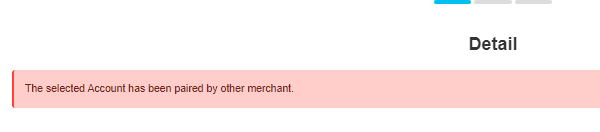 Detail
The selected Account has been paired by other merchant.